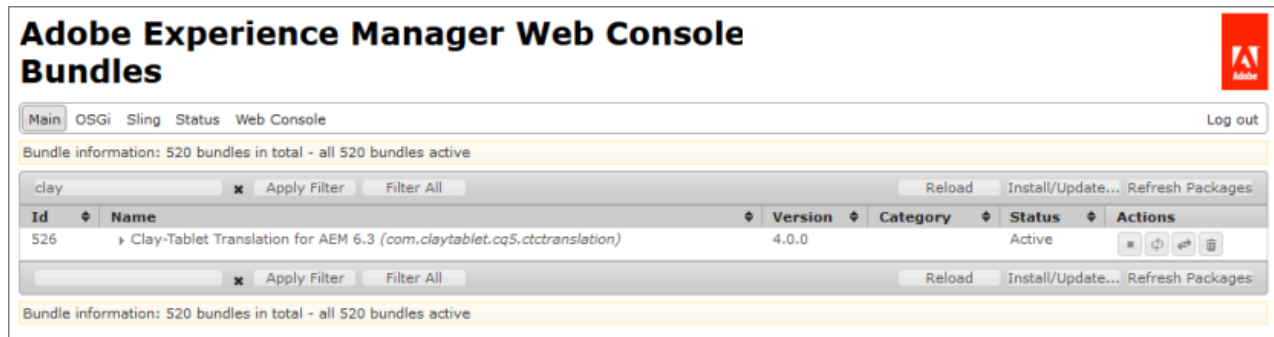 Adobe Experience Manager Web Console
Bundles
Adobe
Main OSGi Sling Status Web Console Log out
Bundle information: 520 bundles in total - all 520 bundles active
clay Apply Filter Filter All Reload Install/Update... Refresh Packages
Id Name Version Category Status Actions
526 Clay-Tablet Translation for AEM 6.3 (com.claytablet.cq5.ctctranslation) 4.0.0 Active
Apply Filter Filter All Reload Install/Update... Refresh Packages
Bundle information: 520 bundles in total - all 520 bundles active